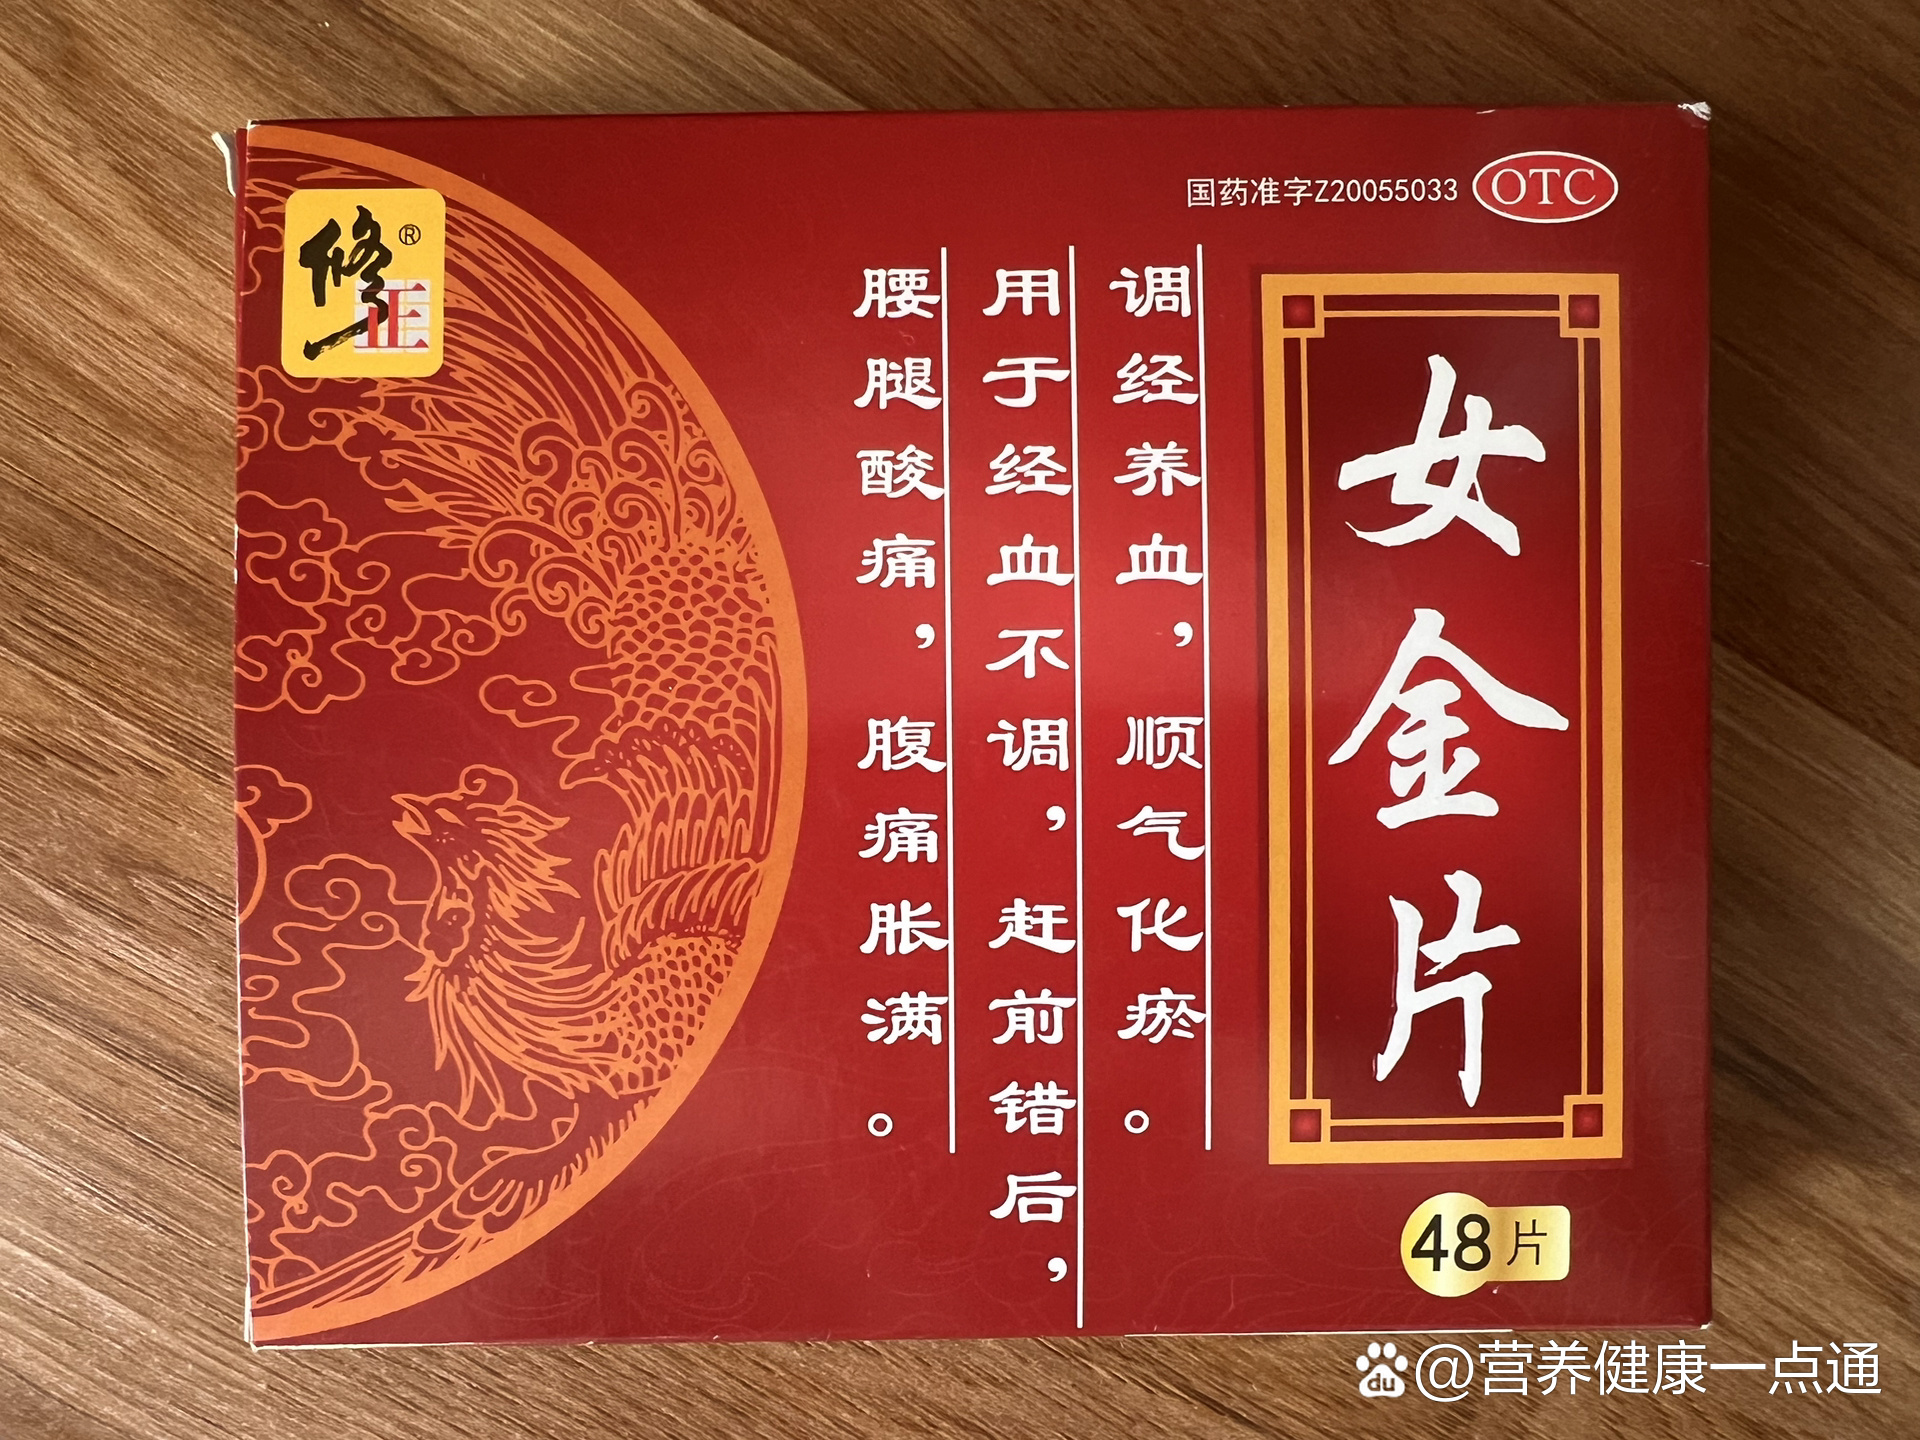 修正®
国药准字Z20055033
OTC
女金片
调经养血，顺气化瘀。
用于经血不调，赶前错后，
腰腿酸痛，腹痛胀满。
48片
du @营养健康一点通